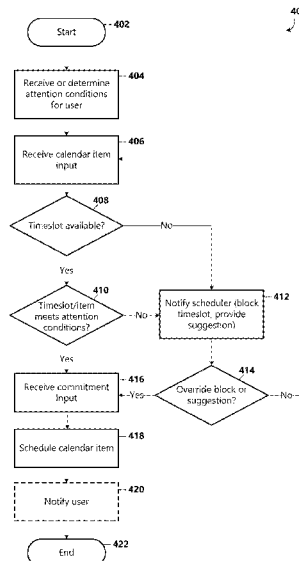 40
Start
402
Receive or determine
attention conditions
for user
404
Receive calendar item
input
406
Timeslot available?
408
No
Yes
Timeslot/item
meets attention
conditions?
410
No
Notify scheduler (block
timeslot, provide
suggestion)
412
Yes
Receive commitment
Input
416
Yes
Override block or
suggestion?
414
No
Schedule calendar item
418
Notify user
420
End
422